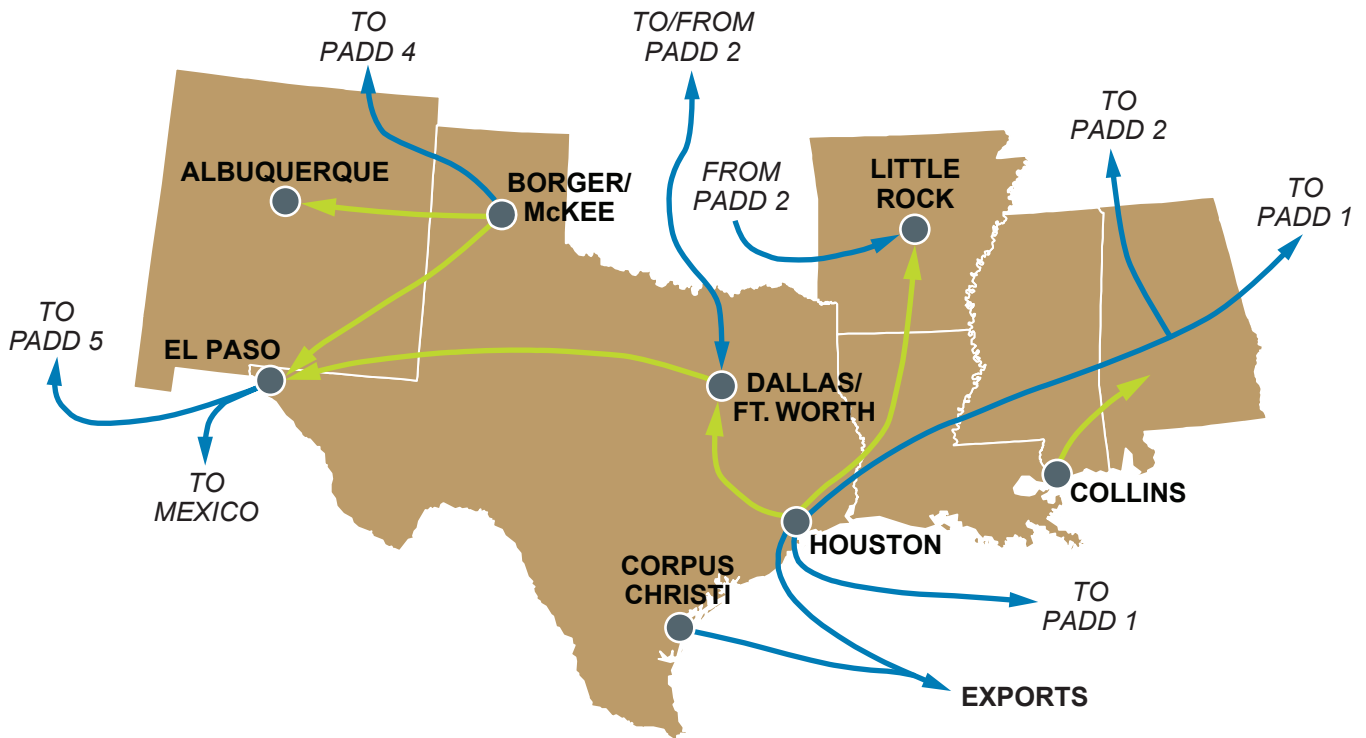 TO
PADD 4
TO/FROM
PADD 2
TO
PADD 2
TO
PADD 1
ALBUQUERQUE
BORGER/
McKEE
FROM
PADD 2
LITTLE
ROCK
TO
PADD 5
EL PASO
DALLAS/
FT. WORTH
TO
MEXICO
COLLINS
HOUSTON
CORPUS
CHRISTI
TO
PADD 1
EXPORTS